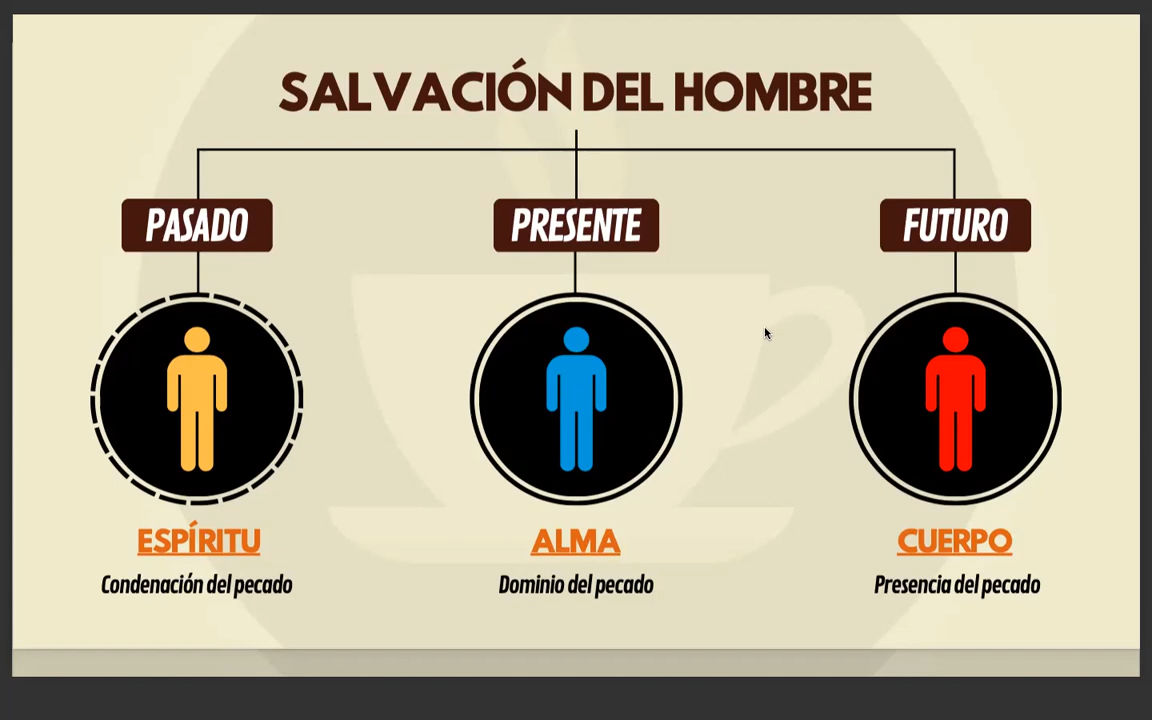 SALVACIÓN DEL HOMBRE
PASADO
PRESENTE
FUTURO
ESPÍRITU
ALMA
CUERPO
Condenación del pecado
Dominio del pecado
Presencia del pecado